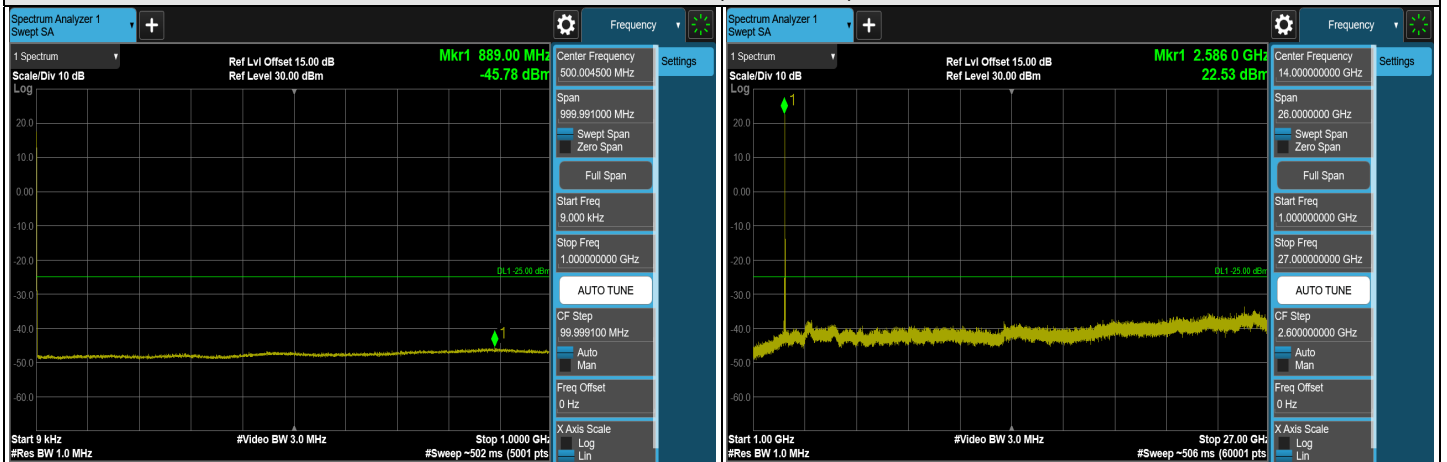 Spectrum Analyzer 1
Swept SA
+
Frequency
1 Spectrum
Scale/Div 10 dB
Log
Ref Lvl Offset 15.00 dB
Ref Level 30.00 dBm
Mkr1 889.00 MHz
-45.78 dBm
1
20.0
10.0
0.00
-10.0
-20.0
-30.0
-40.0
-50.0
-60.0
DL1 -25.00 dBm
1
Start 9 kHz
#Res BW 1.0 MHz
#Video BW 3.0 MHz
Stop 1.0000 GHz
#Sweep ~502 ms (5001 pts)
Center Frequency
500.004500 MHz
Settings
Span
999.991000 MHz
Swept Span
Zero Span
Full Span
Start Freq
9.000 kHz
Stop Freq
1.000000000 GHz
AUTO TUNE
CF Step
99.999100 MHz
Auto
Man
Freq Offset
0 Hz
X Axis Scale
Log
Lin
Spectrum Analyzer 1
Swept SA
+
Frequency
1 Spectrum
Scale/Div 10 dB
Log
Ref Lvl Offset 15.00 dB
Ref Level 30.00 dBm
Mkr1 2.586 0 GHz
22.53 dBm
1
20.0
10.0
0.00
-10.0
-20.0
-30.0
-40.0
-50.0
-60.0
DL1 -25.00 dBm
Start 1.00 GHz
#Res BW 1.0 MHz
#Video BW 3.0 MHz
Stop 27.00 GHz
#Sweep ~506 ms (60001 pts)
Center Frequency
14.000000000 GHz
Settings
Span
26.0000000 GHz
Swept Span
Zero Span
Full Span
Start Freq
1.000000000 GHz
Stop Freq
27.000000000 GHz
AUTO TUNE
CF Step
2.600000000 GHz
Auto
Man
Freq Offset
0 Hz
X Axis Scale
Log
Lin